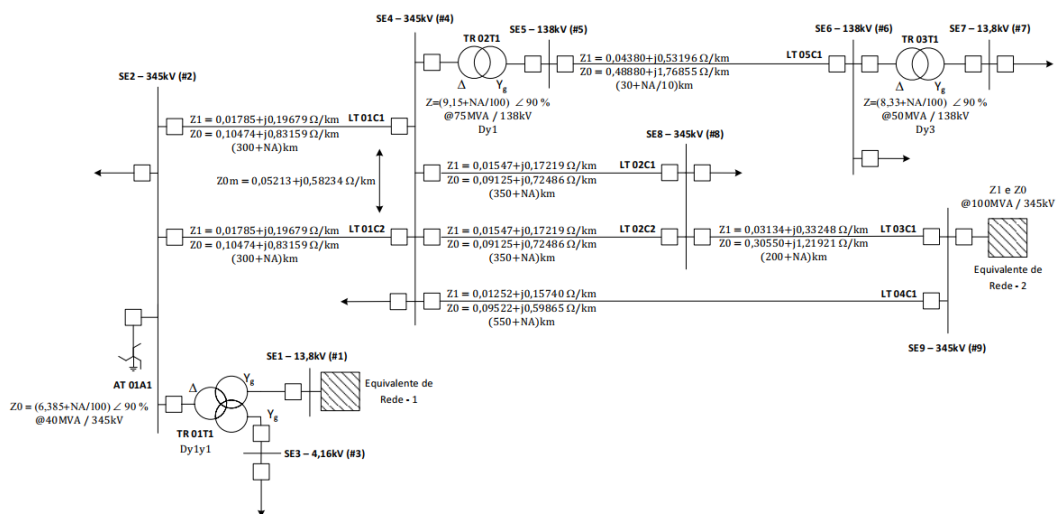 SE4 – 345kV (#4)
TR 02T1
SE5 – 138kV (#5)
SE6 – 138kV (#6)
TR 03T1
SE7 – 13,8kV (#7)
LT 05C1
Z1 = 0,04380+j0,53196 Ω/km
Z0 = 0,48880+j1,76855 Ω/km
(30+NA/10)km
Δ
Yg
Z=(9,15+NA/100) ∠ 90 %
@75MVA / 138kV
Dy1
Δ
Yg
Z=(8,33+NA/100) ∠ 90 %
@50MVA / 138kV
Dy3
SE2 – 345kV (#2)
Z1 = 0,01785+j0,19679 Ω/km
LT 01C1
Z0 = 0,10474+j0,83159 Ω/km
(300+NA)km
Z0m = 0,05213+j0,58234 Ω/km
SE8 – 345kV (#8)
Z1 = 0,01547+j0,17219 Ω/km
LT 02C1
Z0 = 0,09125+j0,72486 Ω/km
(350+NA)km
Z1 e Z0
@100MVA / 345kV
Z1 = 0,01785+j0,19679 Ω/km
LT 01C2
Z0 = 0,10474+j0,83159 Ω/km
(300+NA)km
Z1 = 0,01547+j0,17219 Ω/km
LT 02C2
Z0 = 0,09125+j0,72486 Ω/km
(350+NA)km
Z1 = 0,03134+j0,33248 Ω/km
LT 03C1
Z0 = 0,30550+j1,21921 Ω/km
(200+NA)km
Equivalente de
Rede - 2
Z1 = 0,01252+j0,15740 Ω/km
LT 04C1
Z0 = 0,09522+j0,59865 Ω/km
(550+NA)km
SE9 – 345kV (#9)
AT 01A1
Z0 = (6,385+NA/100) ∠ 90 %
@40MVA / 345kV
SE1 – 13,8kV (#1)
Δ
Yg
Yg
Equivalente de
Rede - 1
TR 01T1
Dy1y1
SE3 – 4,16kV (#3)